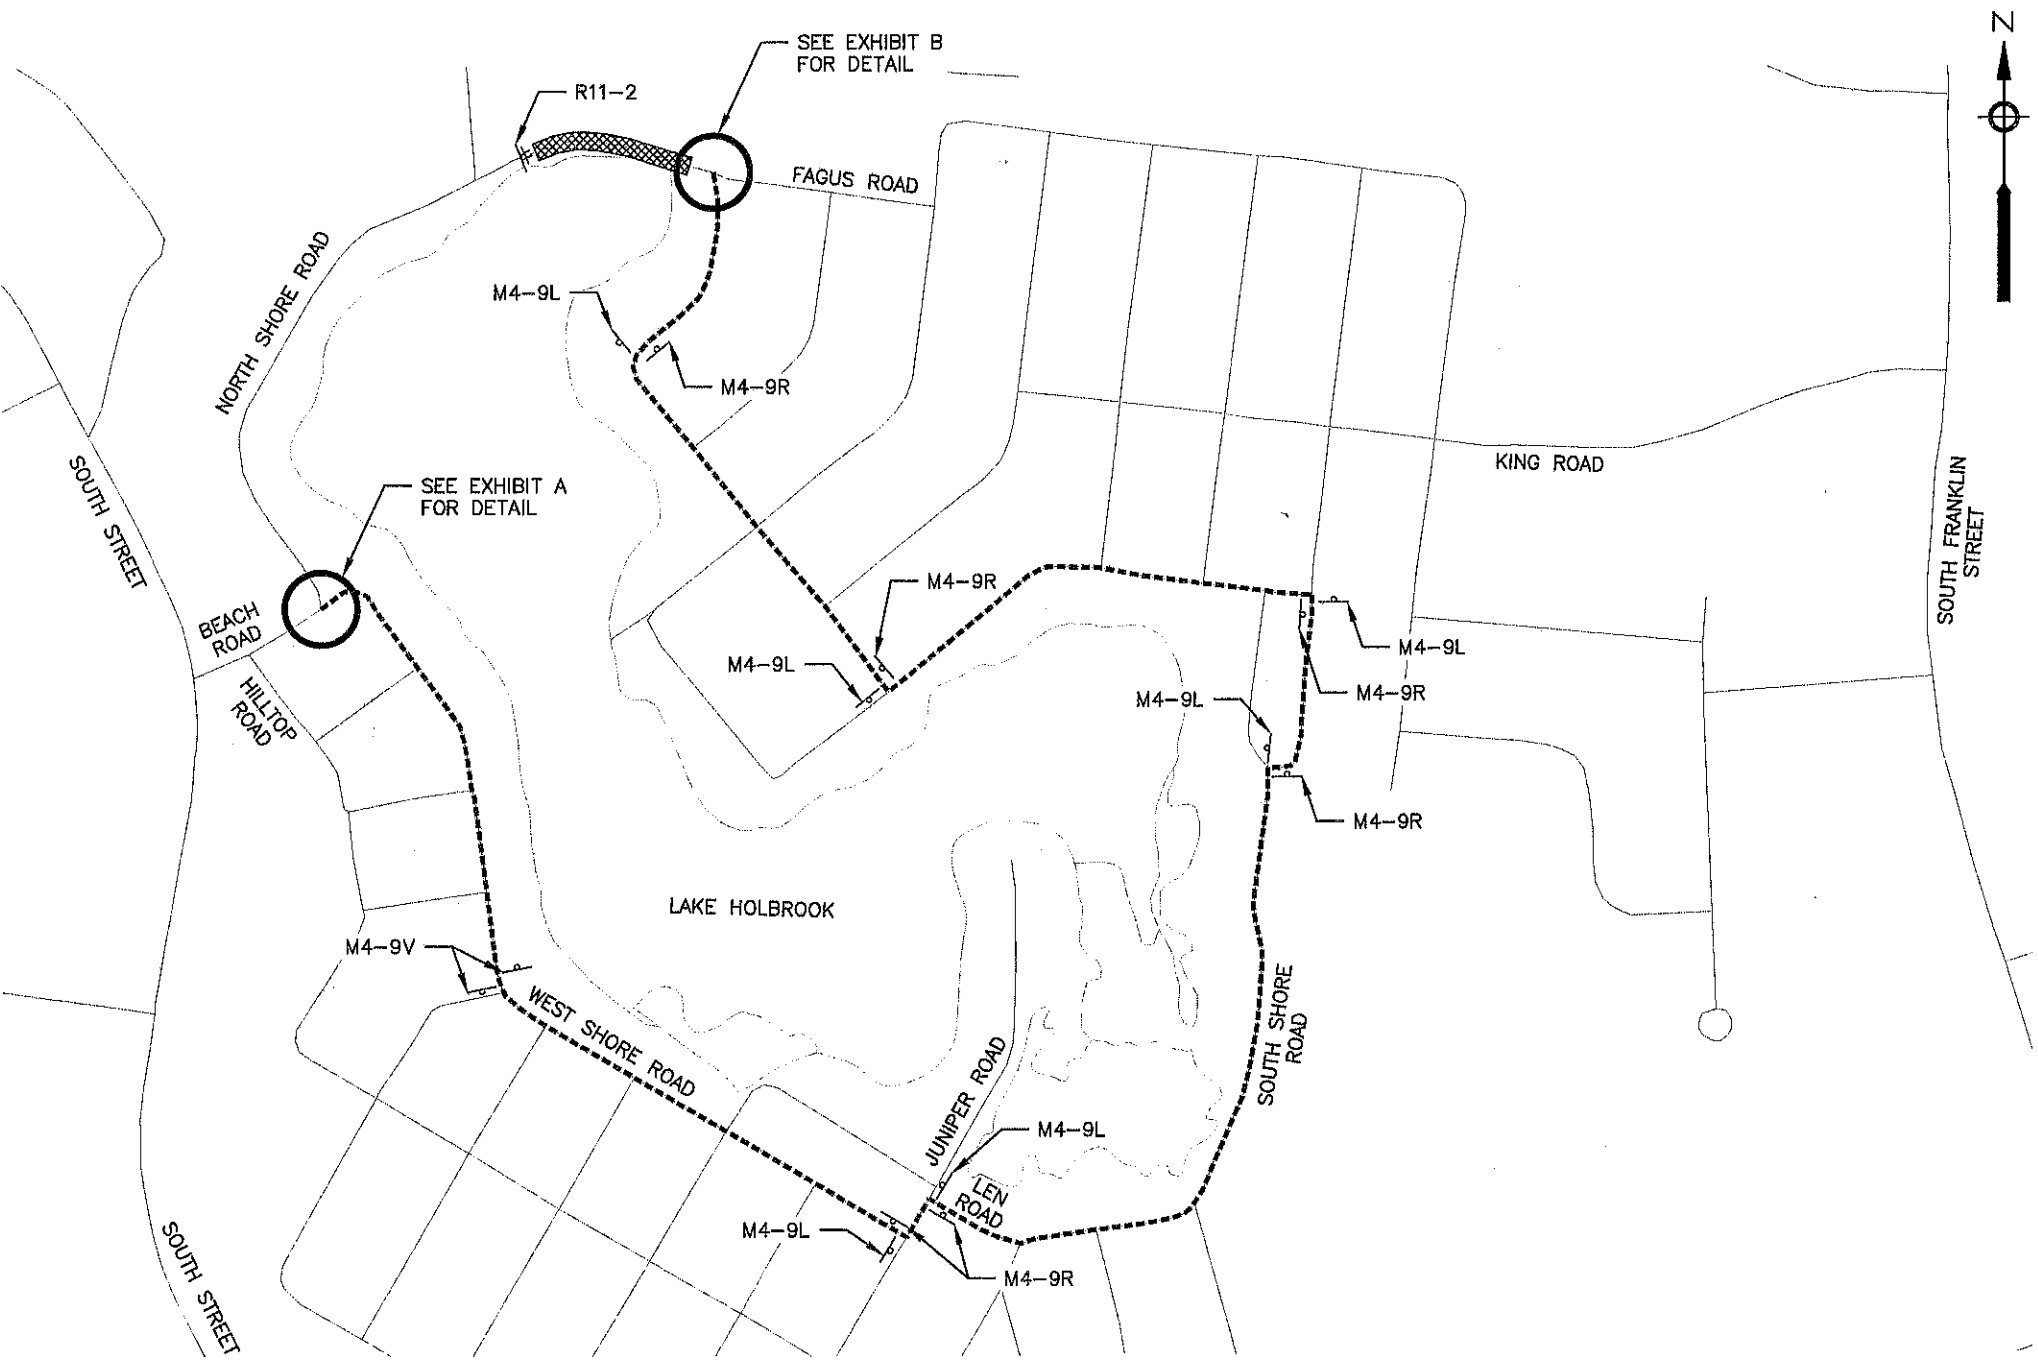 N
SEE EXHIBIT B
FOR DETAIL
R11-2
FAGUS ROAD
NORTH SHORE ROAD
M4-9L
M4-9R
KING ROAD
SOUTH FRANKLIN
STREET
SOUTH STREET
SEE EXHIBIT A
FOR DETAIL
BEACH
ROAD
HILLTOP
ROAD
M4-9R
M4-9L
M4-9L
M4-9R
M4-9L
M4-9R
LAKE HOLBROOK
M4-9V
WEST SHORE ROAD
SOUTH SHORE
ROAD
JUNIPER ROAD
M4-9L
LEN
ROAD
M4-9L
M4-9R
SOUTH STREET